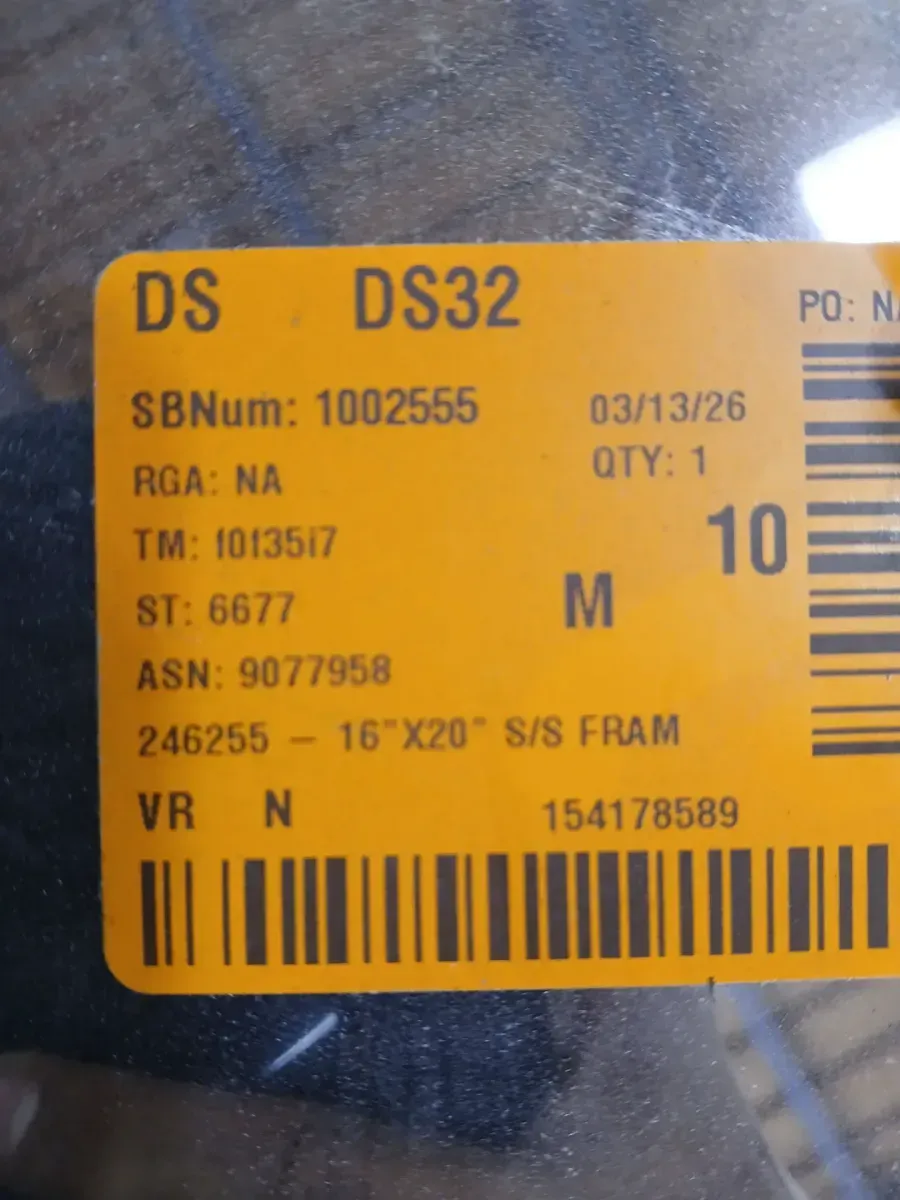 DS DS32
PO: NA
SBNum: 1002555 03/13/26
RGA: NA QTY: 1
TM: 1013517 10
ST: 6677 M
ASN: 9077958
246255 – 16"X20" S/S FRAM
VR N 154178589